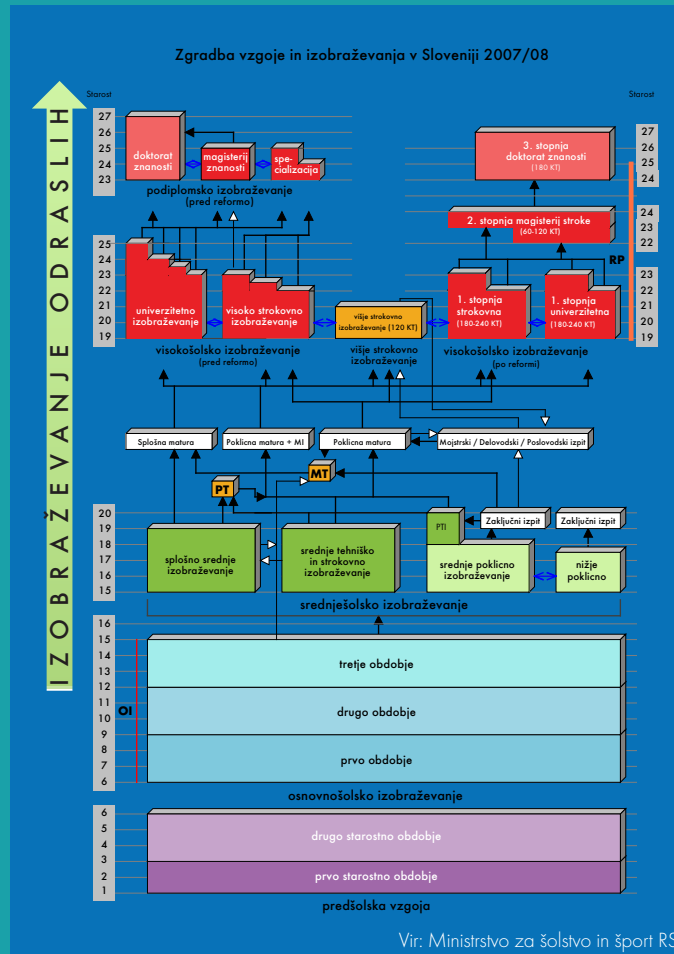 Zgradba vzgoje in izobraževanja v Sloveniji 2007/08
IZOBRAŽEVANJE ODRASLIH
Starost
Starost
27
26
25
24
23
doktorat
znanosti
magisterij
znanosti
spe-
cializacija
podiplomsko izobraževanje
(pred reformo)
3. stopnja
doktorat znanosti
(180 KT)
27
26
25
24
2. stopnja magisterij stroke
(60-120 KT)
24
23
22
RP
25
24
23
22
21
20
19
univerzitetno
izobraževanje
visoko strokovno
izobraževanje
višje strokovno
izobraževanje (120 KT)
1. stopnja
strokovna
(180-240 KT)
1. stopnja
univerzitetna
(180-240 KT)
23
22
21
20
19
visokošolsko izobraževanje
(pred reformo)
višje strokovno
izobraževanje
visokošolsko izobraževanje
(po reformi)
Splošna matura
Poklicna matura + MI
Poklicna matura
Mojstrski / Delovodski / Poslovodski izpit
PT
MT
20
19
18
17
16
15
splošno srednje
izobraževanje
srednje tehniško
in strokovno
izobraževanje
PTI
Zaključni izpit
Zaključni izpit
srednje poklicno
izobraževanje
nižje
poklicno
srednješolsko izobraževanje
16
15
14
13
12
11
10
9
8
7
6
OI
tretje obdobje
drugo obdobje
prvo obdobje
osnovnošolsko izobraževanje
6
5
4
3
2
1
drugo starostno obdobje
prvo starostno obdobje
predšolska vzgoja
Vir: Ministrstvo za šolstvo in šport RS